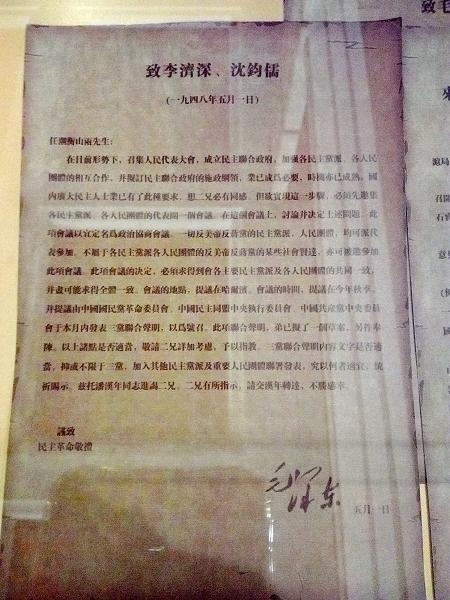 致李濟深、沈鈞儒
(一九四八年五月一日)
任潮衡山兩先生:
在目前形勢下,召集人民代表大會,成立民主聯合政府,加强各民主黨派、各人民
團體的相互合作,并擬訂民主聯合政府的施政綱領,業已成爲必要,時機亦已成熟。國
内廣大民主人士業已有了此種要求,想二兄必有同感。但欲實現這一步驟,必須先邀集
各民主黨派、各人民團體的代表開一個會議。在這個會議上,討論并决定上述問題。此
項會議以宜定名爲政治協商會議。一切反美帝反蔣黨的民主黨派、人民團體,均可派代
表參加。不屬于各民主黨派各人民團體的反美帝反蔣黨的某些社會賢達,亦可被邀參加
此項會議。此項會議的决定,必須求得到會各主要民主黨派及各人民團體的共同一致,
并盡可能求得全體一致。會議的地點,提議在哈爾濱。會議的時間,提議在今年秋季。
并提議由中國國民黨革命委員會、中國民主同盟中央執行委員會、中國共産黨中央委員
會于本月内發表三黨聯合聲明,以爲號召。此項聯合聲明,弟已擬了一個草案,另件奉
陳。以上諸點是否適當,敬請二兄詳加考慮,予以指教。三黨聯合聲明内容文字是否適
當,抑或不限于三黨,加入其他民主黨派及重要人民團體聯署發表,究以何者適宜,統
祈賜示。兹托潘漢年同志進謁二兄。二兄有所指示,請交漢年轉達,不勝感幸。
謹致
民主革命敬禮
毛澤东
五月一日
致毛